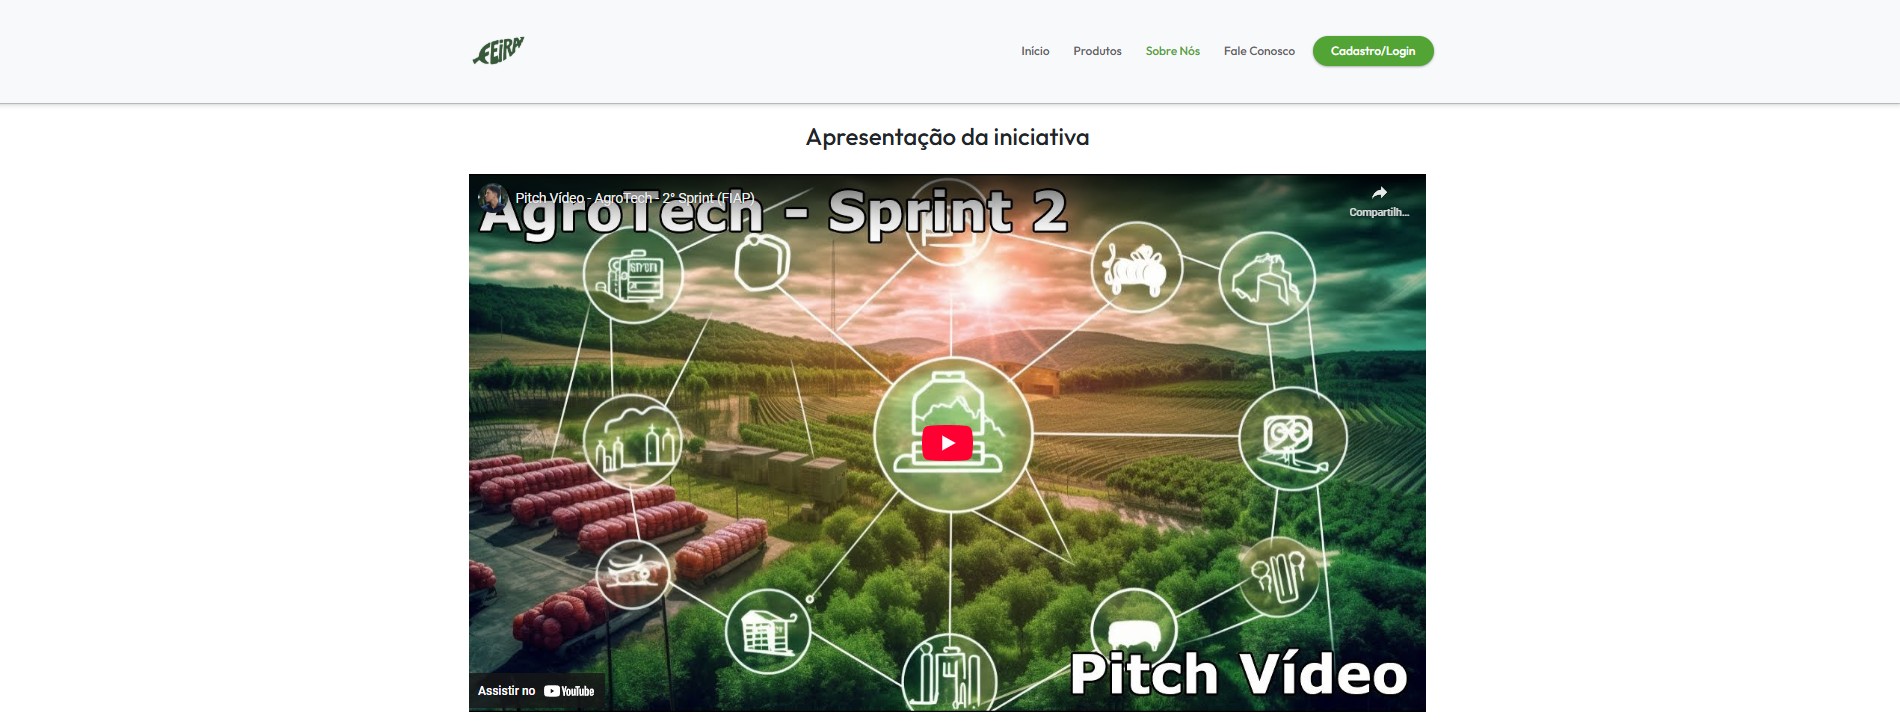 FEIRA
Inicio
Produtos
Sobre Nós
Fale Conosco
Cadastro/Login
Apresentação da iniciativa
Pitch Vídeo - AgroTech - 2° Sprint (FIAP)
AgroTech - Sprint 2
Compartilh...
Pitch Vídeo
Assistir no YouTube